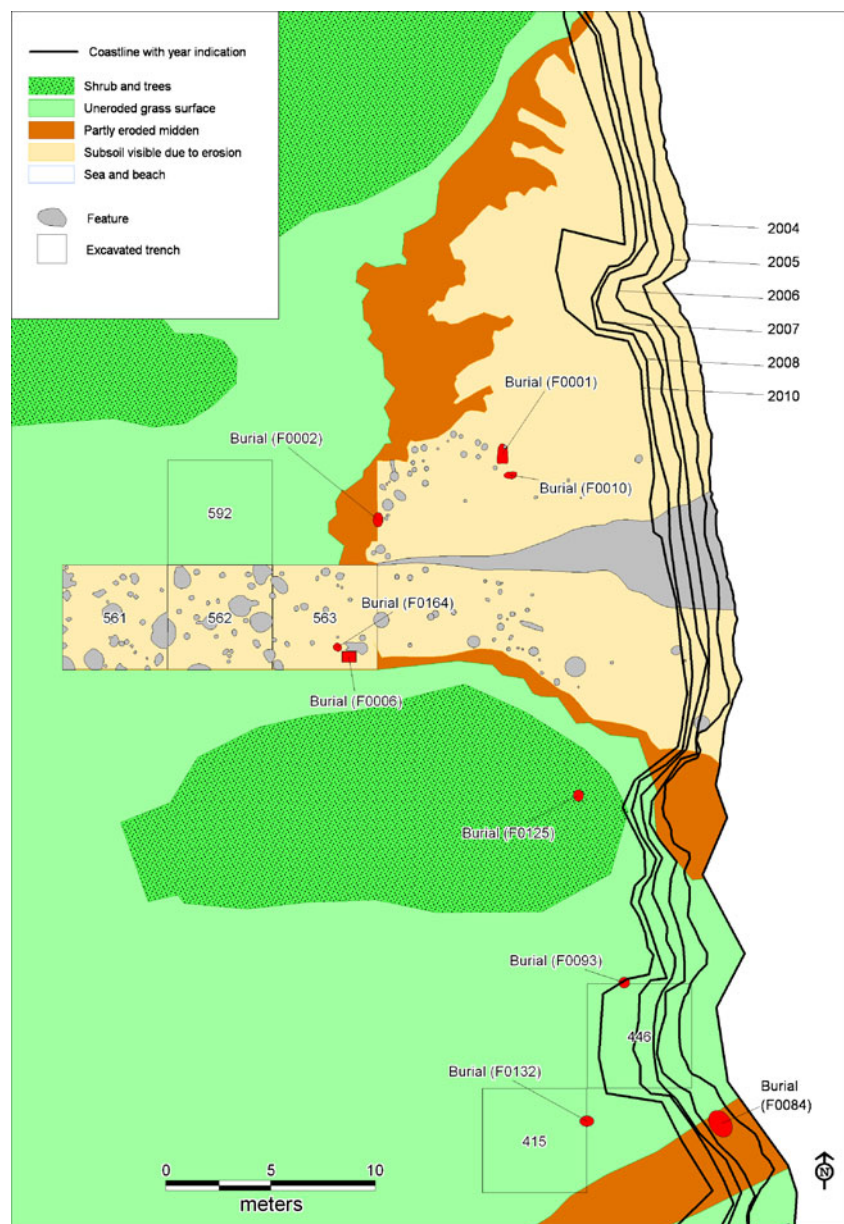 Coastline with year indication
Shrub and trees
Uneroded grass surface
Partly eroded midden
Subsoil visible due to erosion
Sea and beach
Feature
Excavated trench
2004
2005
2006
2007
2008
2010
Burial (F0001)
Burial (F0002)
Burial (F0010)
592
Burial (F0164)
561
562
563
Burial (F0006)
Burial (F0125)
Burial (F0093)
446
Burial (F0132)
Burial
(F0084)
415
0 5 10
meters
N